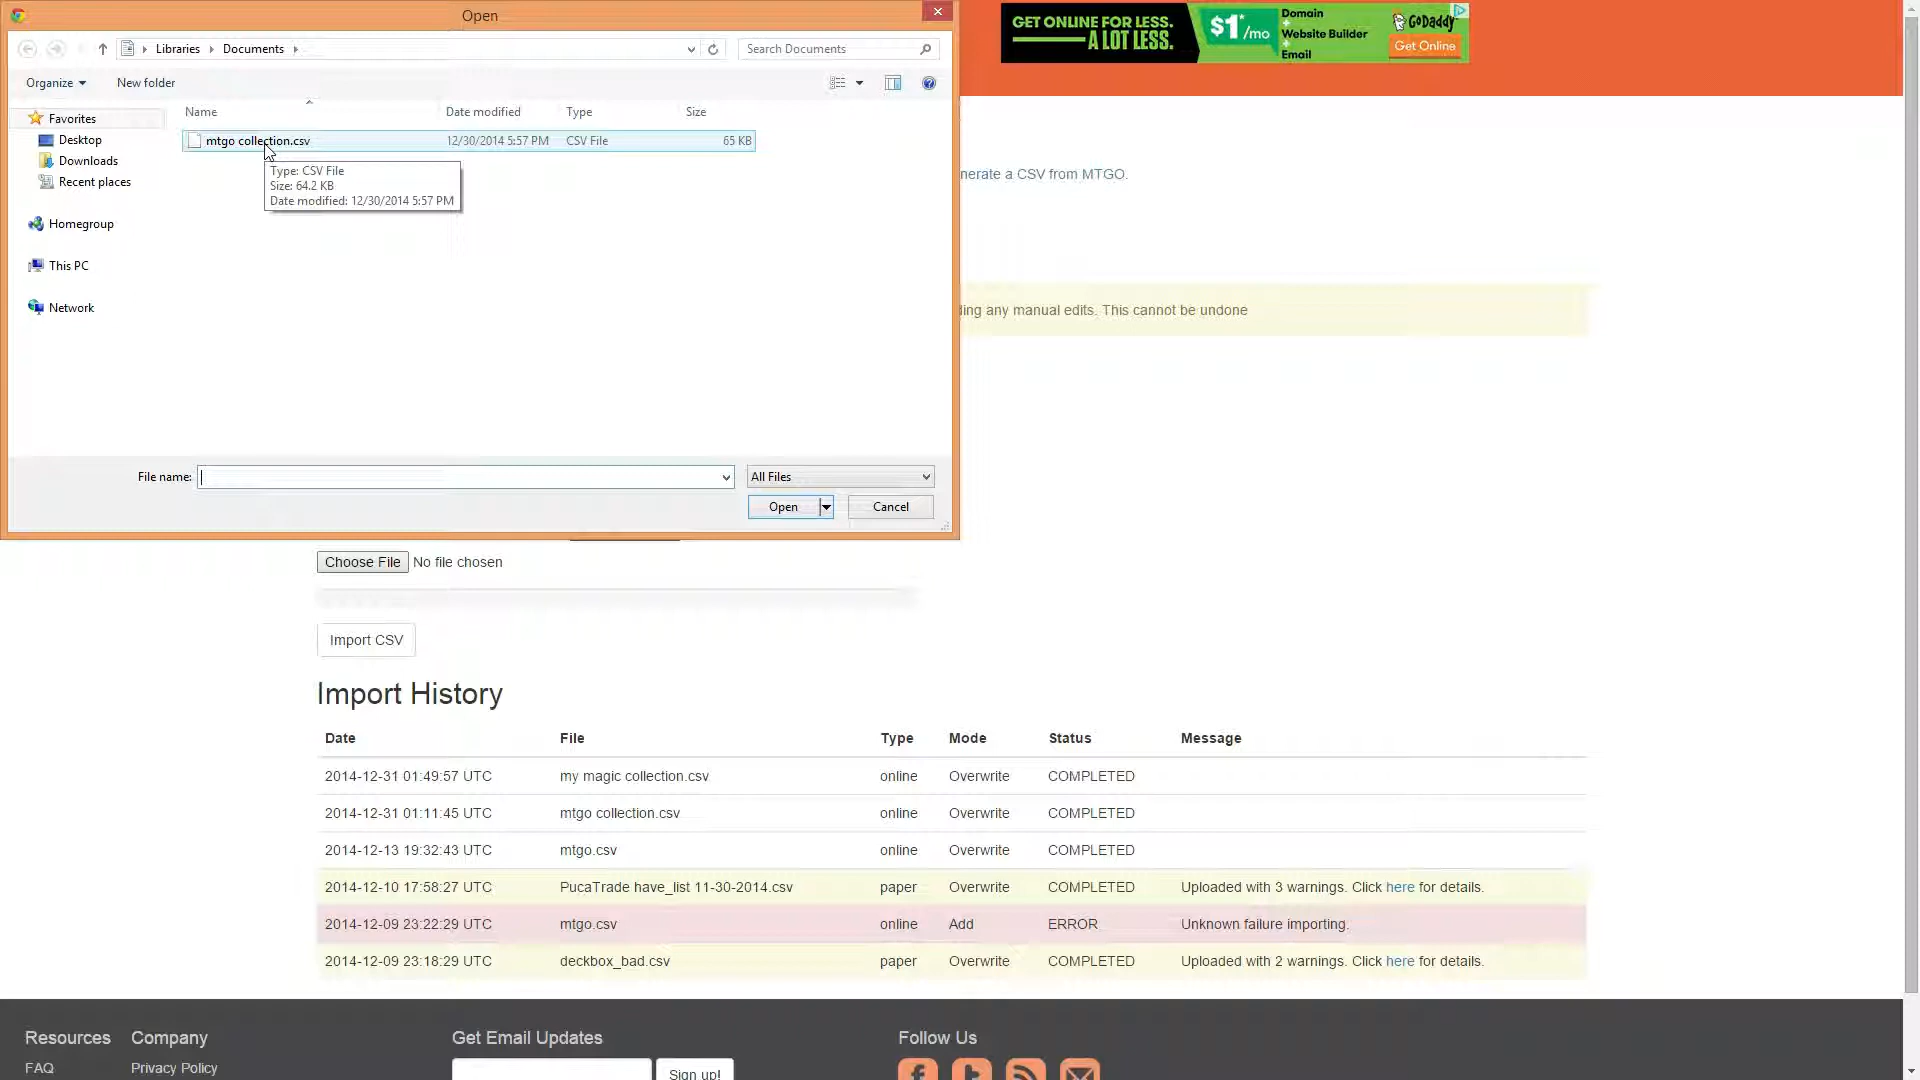 Open
GET ONLINE FOR LESS.
A LOT LESS.
$1*/mo
Domain
+
Website Builder
+
Email
GoDaddy
Get Online
Libraries
Documents
Search Documents
Organize
New folder
Name
Date modified
Type
Size
mtgo collection.csv
12/30/2014 5:57 PM
CSV File
65 KB
Type: CSV File
Size: 64.2 KB
Date modified: 12/30/2014 5:57 PM
Favorites
Desktop
Downloads
Recent places
Homegroup
This PC
Network
nerate a CSV from MTGO.
ding any manual edits. This cannot be undone
File name:
All Files
Open
Cancel
Choose File No file chosen
Import CSV
Import History
Date File Type Mode Status Message
2014-12-31 01:49:57 UTC my magic collection.csv online Overwrite COMPLETED
2014-12-31 01:11:45 UTC mtgo collection.csv online Overwrite COMPLETED
2014-12-13 19:32:43 UTC mtgo.csv online Overwrite COMPLETED
2014-12-10 17:58:27 UTC PucaTrade have_list 11-30-2014.csv paper Overwrite COMPLETED Uploaded with 3 warnings. Click here for details.
2014-12-09 23:22:29 UTC mtgo.csv online Add ERROR Unknown failure importing.
2014-12-09 23:18:29 UTC deckbox_bad.csv paper Overwrite COMPLETED Uploaded with 2 warnings. Click here for details.
Resources
FAQ
Company
Privacy Policy
Get Email Updates
Sign up!
Follow Us